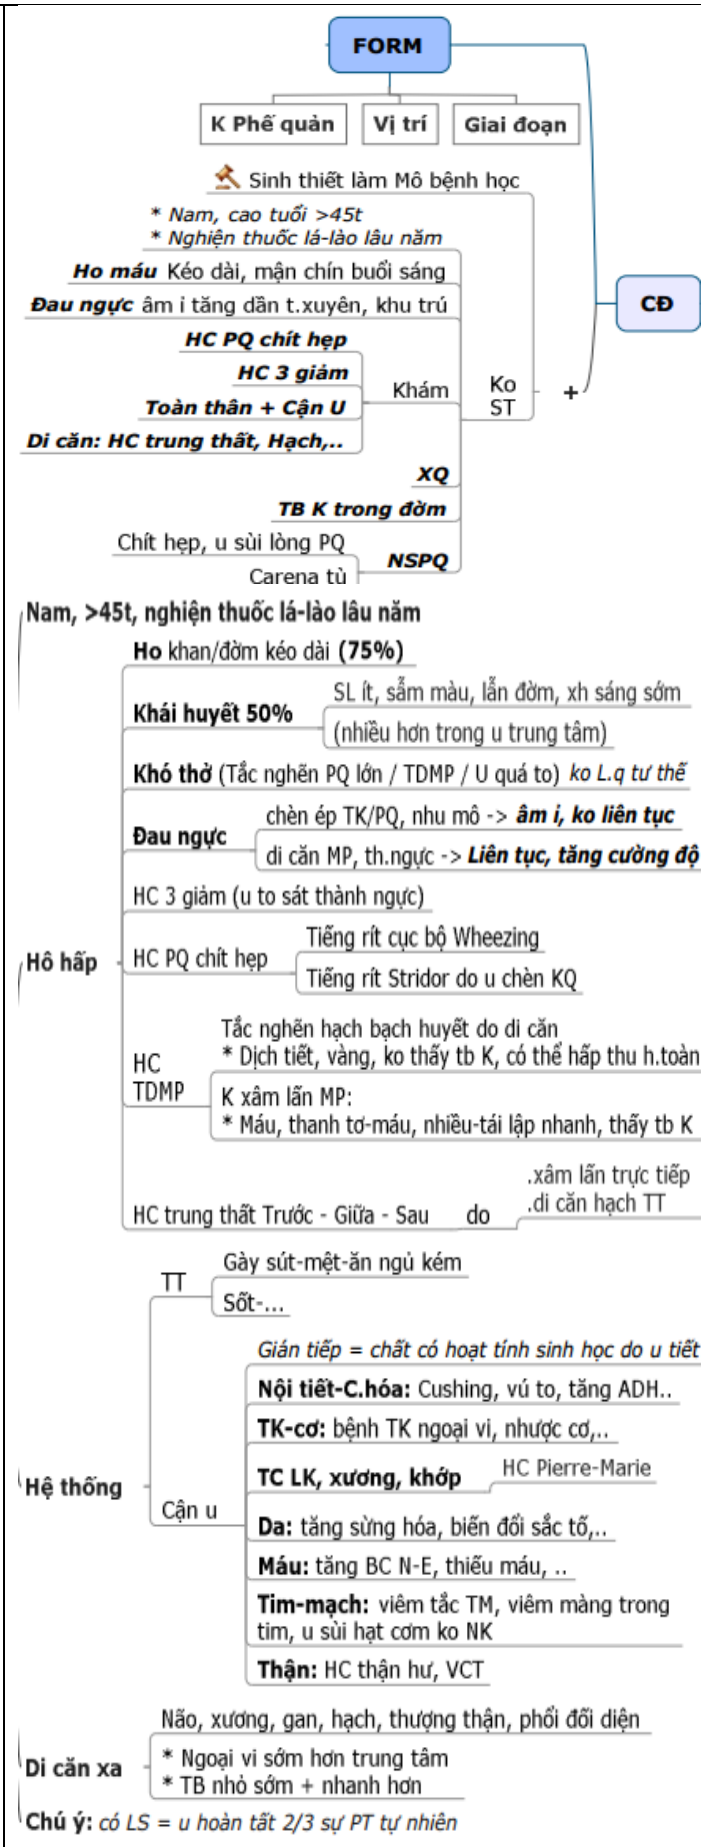 FORM
K Phế quản
Vị trí
Giai đoạn
CĐ
Sinh thiết làm Mô bệnh học
* Nam, cao tuổi >45t
* Nghiện thuốc lá-lào lâu năm
Ho máu Kéo dài, mận chín buổi sáng
Đau ngực âm ỉ tăng dần t.xuyên, khu trú
HC PQ chít hẹp
HC 3 giảm
Toàn thân + Cận U
Di căn: HC trung thất, Hạch,..
Khám
Ko
ST
+
XQ
TB K trong đờm
Chít hẹp, u sùi lòng PQ
Carena tù
NSPQ
Nam, >45t, nghiện thuốc lá-lào lâu năm
Hô hấp
Ho khan/đờm kéo dài (75%)
Khái huyết 50%
SL ít, sẫm màu, lẫn đờm, xh sáng sớm
(nhiều hơn trong u trung tâm)
Khó thở (Tắc nghẽn PQ lớn / TDMP / U quá to) ko L.q tư thế
Đau ngực
chèn ép TK/PQ, nhu mô -> âm ỉ, ko liên tục
di căn MP, th.ngực -> Liên tục, tăng cường độ
HC 3 giảm (u to sát thành ngực)
HC PQ chít hẹp
Tiếng rít cục bộ Wheezing
Tiếng rít Stridor do u chèn KQ
HC
TDMP
Tắc nghẽn hạch bạch huyết do di căn
* Dịch tiết, vàng, ko thấy tb K, có thể hấp thu h.toàn
K xâm lấn MP:
* Máu, thanh tơ-máu, nhiều-tái lập nhanh, thấy tb K
HC trung thất Trước - Giữa - Sau
do
.xâm lấn trực tiếp
.di căn hạch TT
Hệ thống
TT
Gày sút-mệt-ăn ngủ kém
Sốt-...
Cận u
Gián tiếp = chất có hoạt tính sinh học do u tiết
Nội tiết-C.hóa: Cushing, vú to, tăng ADH..
TK-cơ: bệnh TK ngoại vi, nhược cơ,..
TC LK, xương, khớp
HC Pierre-Marie
Da: tăng sừng hóa, biến đổi sắc tố,..
Máu: tăng BC N-E, thiếu máu, ..
Tim-mạch: viêm tắc TM, viêm màng trong
tim, u sùi hạt cơm ko NK
Thận: HC thận hư, VCT
Di căn xa
Não, xương, gan, hạch, thượng thận, phổi đối diện
* Ngoại vi sớm hơn trung tâm
* TB nhỏ sớm + nhanh hơn
Chú ý: có LS = u hoàn tất 2/3 sự PT tự nhiên